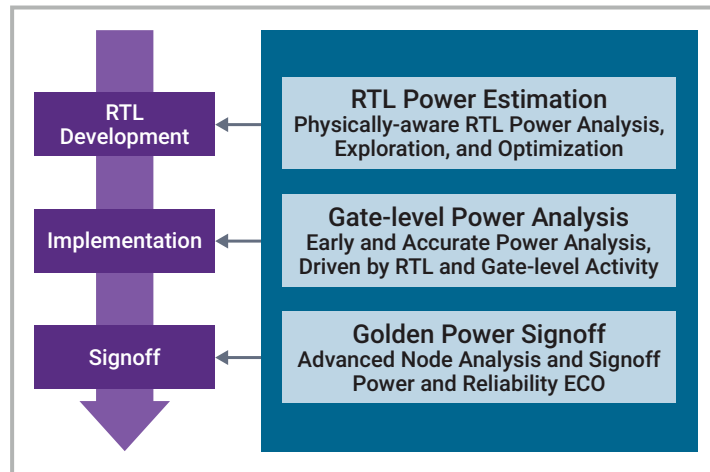 RTL
Development
RTL Power Estimation
Physically-aware RTL Power Analysis,
Exploration, and Optimization
Implementation
Gate-level Power Analysis
Early and Accurate Power Analysis,
Driven by RTL and Gate-level Activity
Signoff
Golden Power Signoff
Advanced Node Analysis and Signoff
Power and Reliability ECO